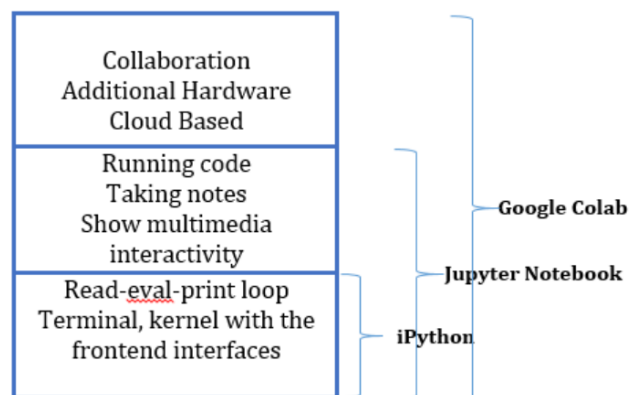 Collaboration
Additional Hardware
Cloud Based
Running code
Taking notes
Show multimedia
interactivity
Read-eval-print loop
Terminal, kernel with the
frontend interfaces
Google Colab
Jupyter Notebook
iPython